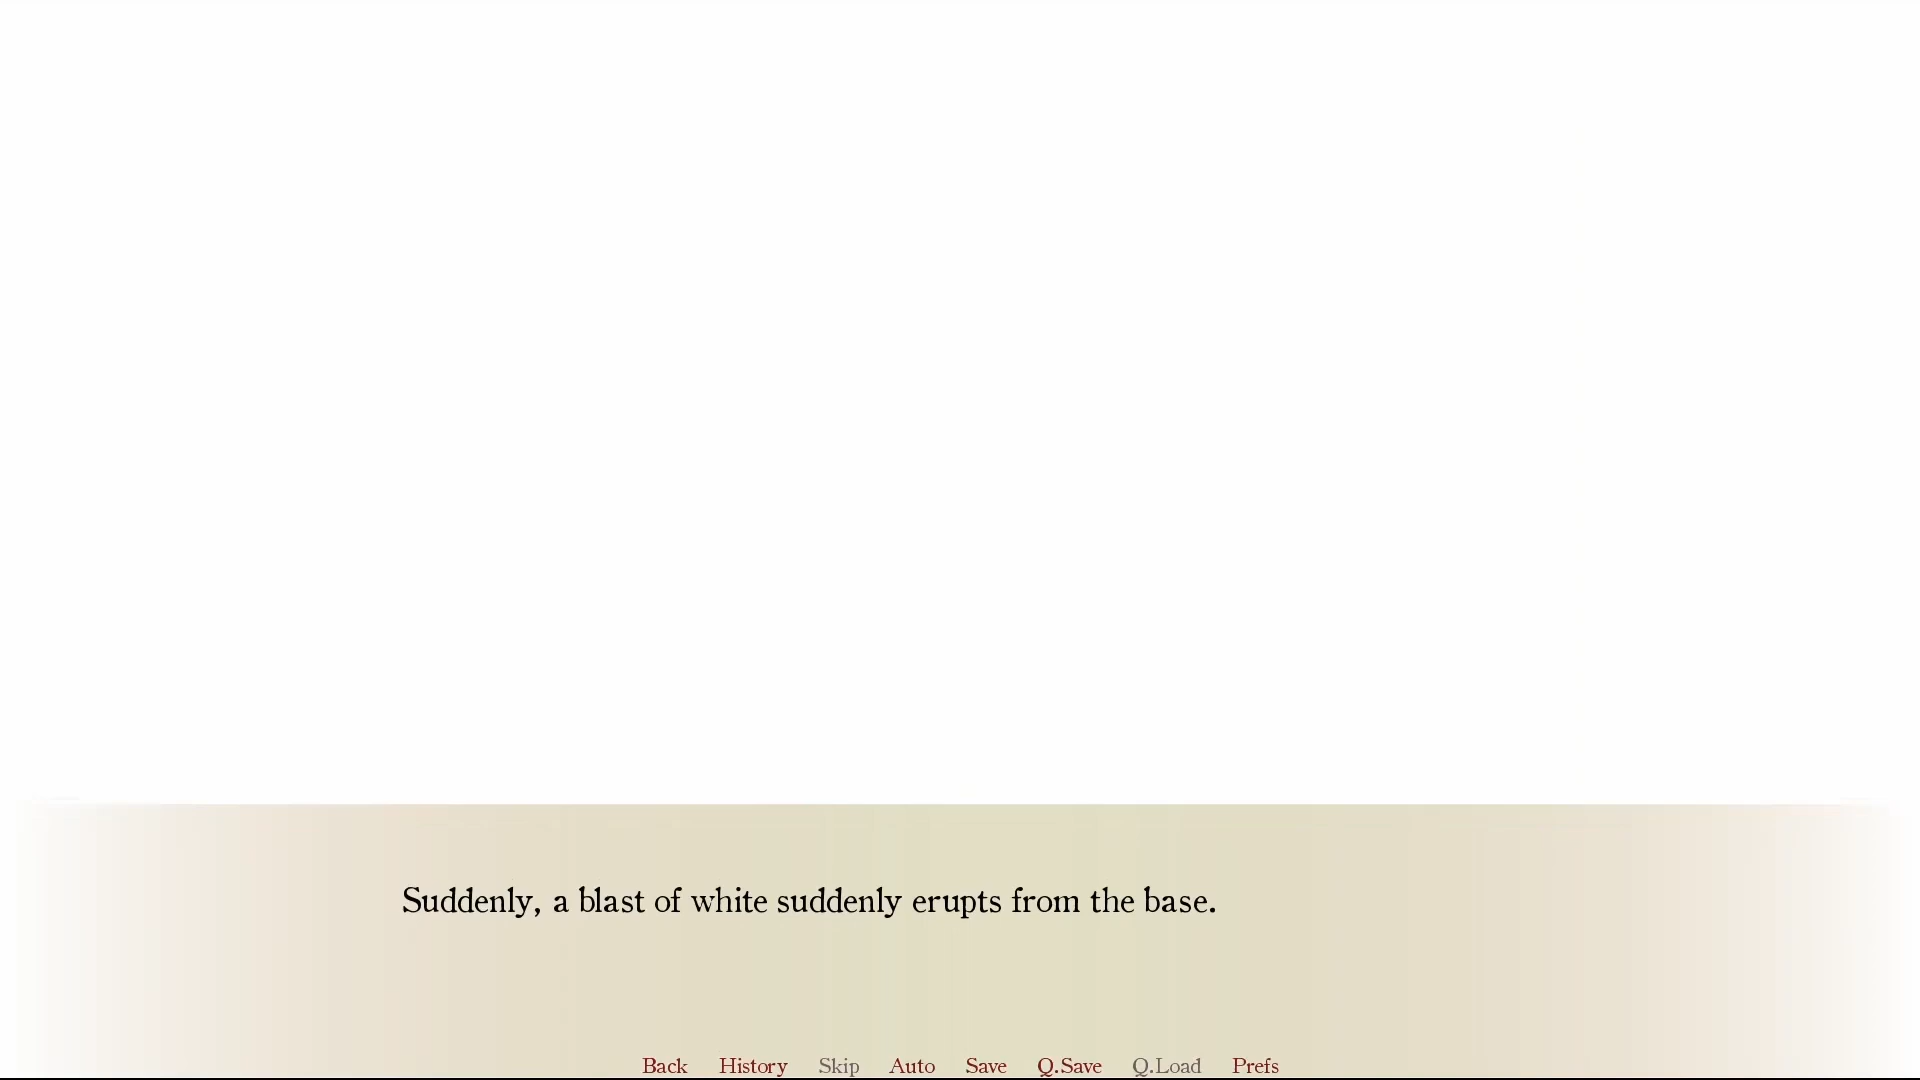 Suddenly, a blast of white suddenly erupts from the base.
Back History Skip Auto Save Q.Save Q.Load Prefs